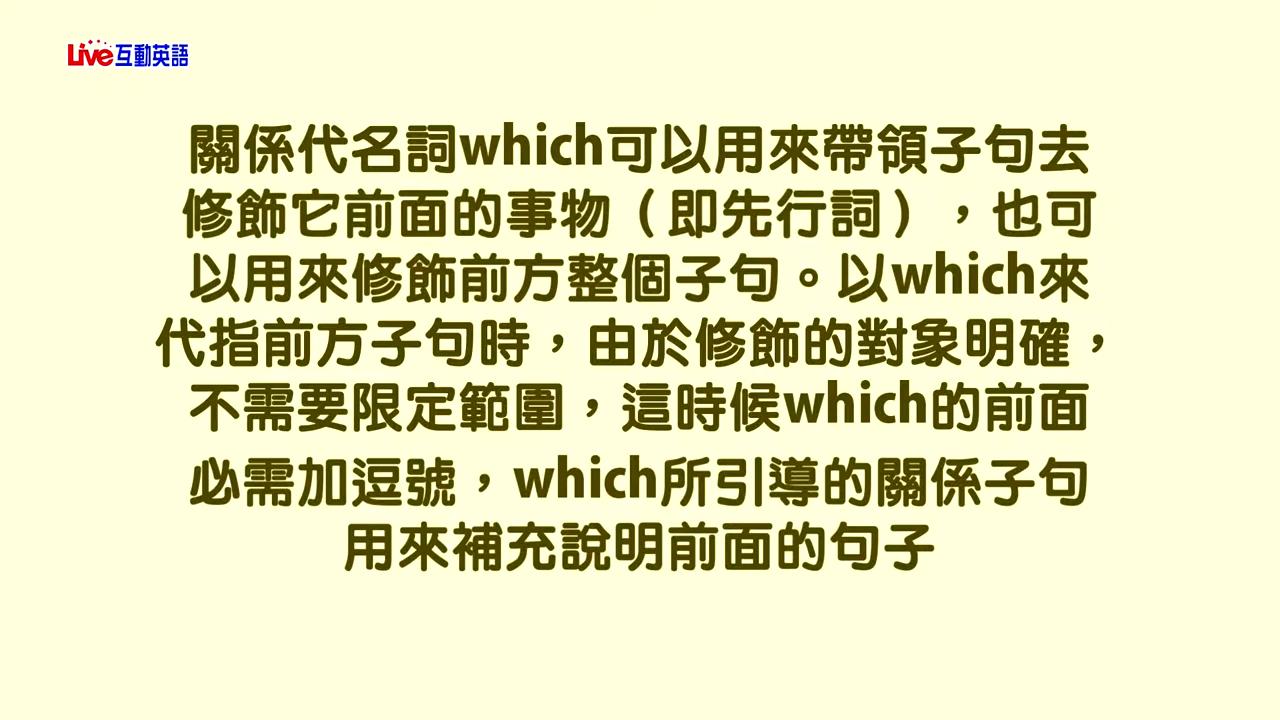 Live互動英語
關係代名詞which可以用來帶領子句去
修飾它前面的事物（即先行詞），也可
以用來修飾前方整個子句。以which來
代指前方子句時，由於修飾的對象明確，
不需要限定範圍，這時候which的前面
必需加逗號，which所引導的關係子句
用來補充說明前面的句子